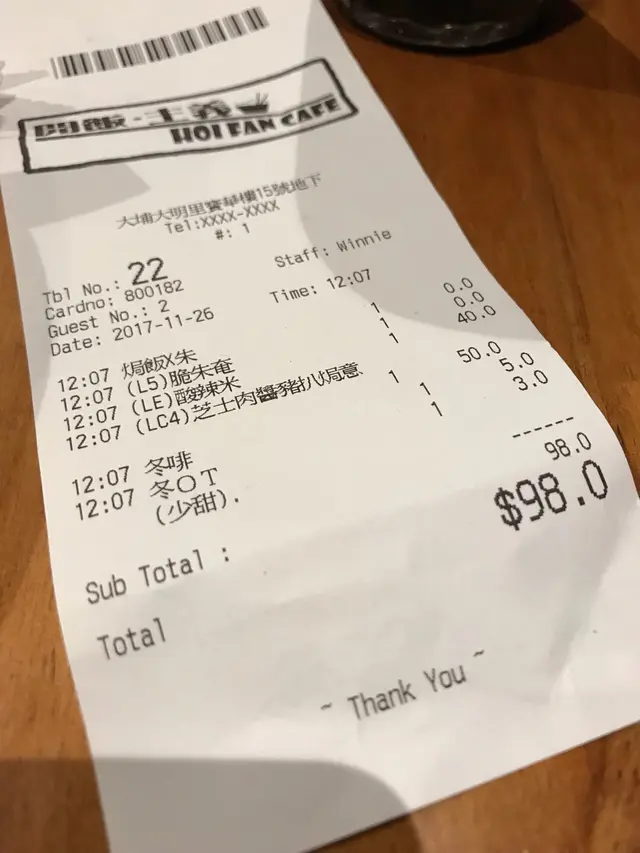 開飯·主義
HOI FAN CAFE
大埔大明里寶華樓15號地下
Tel:XXXX-XXXX
#: 1
Tbl No.: 22
Staff: Winnie
Cardno: 800182
Guest No.: 2
Date: 2017-11-26
Time: 12:07
12:07 焗飯X朱 1 0.0
12:07 (L5)脆朱奄 1 0.0
12:07 (LE)酸辣米 1 40.0
12:07 (LC4)芝士肉醬豬扒焗意 1 50.0
12:07 冬啡 1 5.0
12:07 冬OT 1 3.0
(少甜).
------
Sub Total : 98.0
Total $98.0
~ Thank You ~